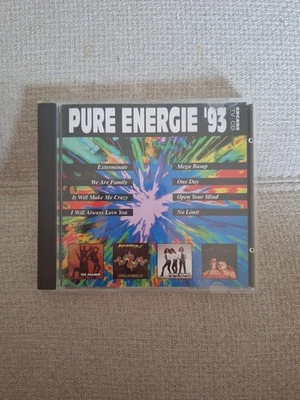 PURE ENERGIE '93
Exterminate
Mega Bump
We Are Family
One Day
It Will Make Me Crazy
Open Your Mind
I Will Always Love You
No Limit